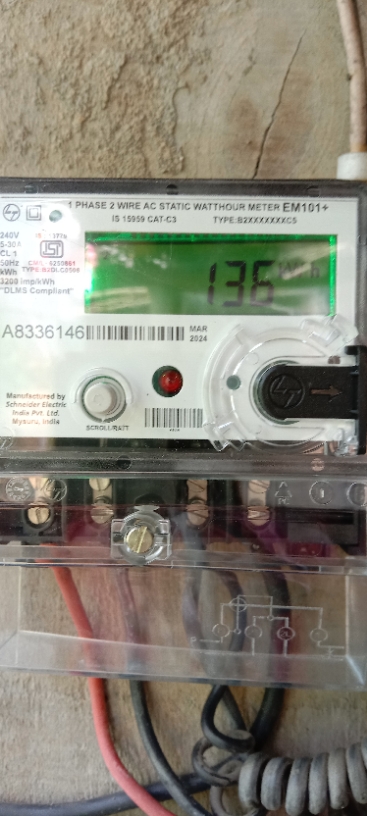 1 PHASE 2 WIRE AC STATIC WATTHOUR METER EM101+
IS 15959 CAT-C3 TYPE:B2XXXXXXXC5
240V
CL:1
50Hz
kWh
3200 imp/kWh
"DLMS Compliant"
136 kWh
A8336146
MAR
2024
Manufactured by
Schneider Electric
India Pvt. Ltd.
Mysuru, India
SCROLL/BATT